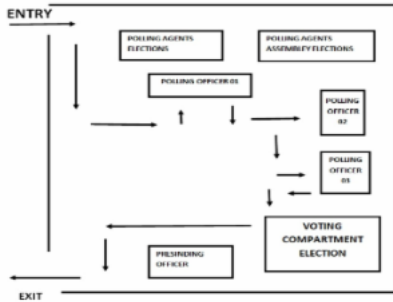 ENTRY
POLLING AGENTS
ELECTIONS
POLLING AGENTS
ASSEMBLEY ELECTIONS
POLLING OFFICER 01
POLLING
OFFICER
02
POLLING
OFFICER
03
VOTING
COMPARTMENT
ELECTION
PRESINDING
OFFICER
EXIT